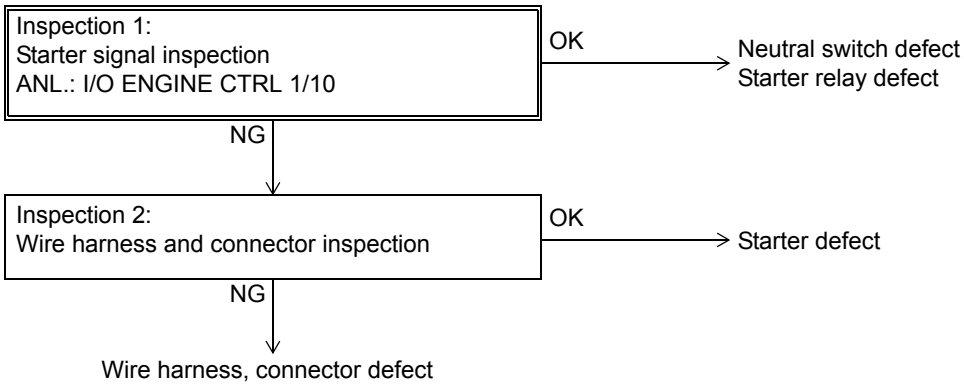 Inspection 1:
Starter signal inspection
ANL.: I/O ENGINE CTRL 1/10
OK
Neutral switch defect
Starter relay defect
NG
Inspection 2:
Wire harness and connector inspection
OK
Starter defect
NG
Wire harness, connector defect